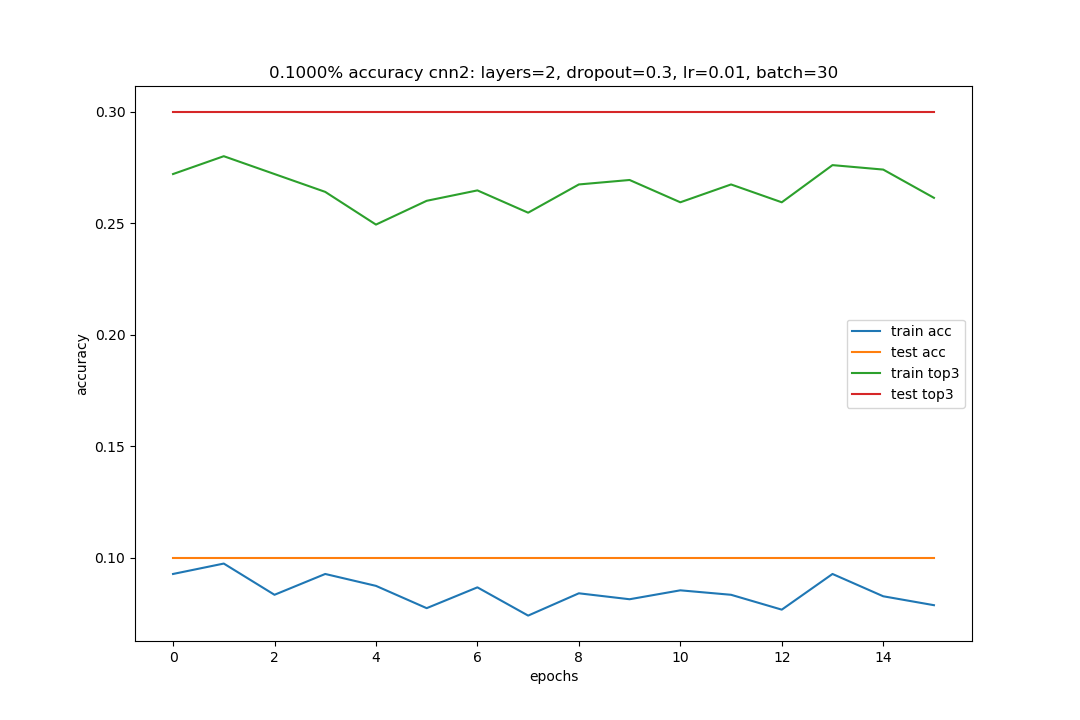 0.1000% accuracy cnn2: layers=2, dropout=0.3, lr=0.01, batch=30
0.30
0.25
0.20
0.15
0.10
accuracy
train acc
test acc
train top3
test top3
0 2 4 6 8 10 12 14
epochs